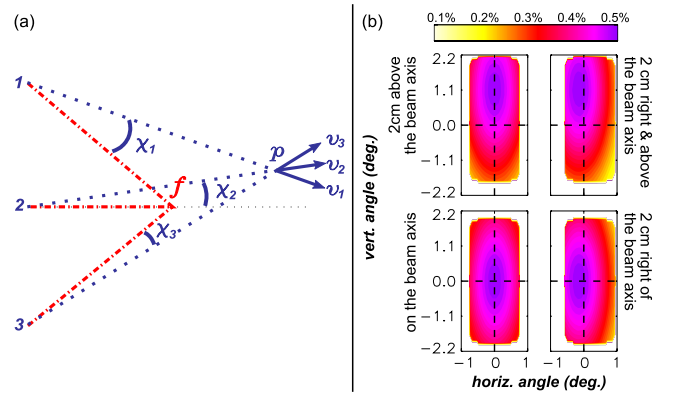 (a)
1
2
3
χ1
χ2
χ3
f
p
υ3
υ2
υ1
(b)
0.1% 0.2% 0.3% 0.4% 0.5%
vert. angle (deg.)
2cm above
the beam axis
2.2
1.1
0.0
−1.1
−2.2
2 cm right & above
the beam axis
on the beam axis
2.2
1.1
0.0
−1.1
−2.2
2 cm right of
the beam axis
−1 0 1 −1 0 1
horiz. angle (deg.)